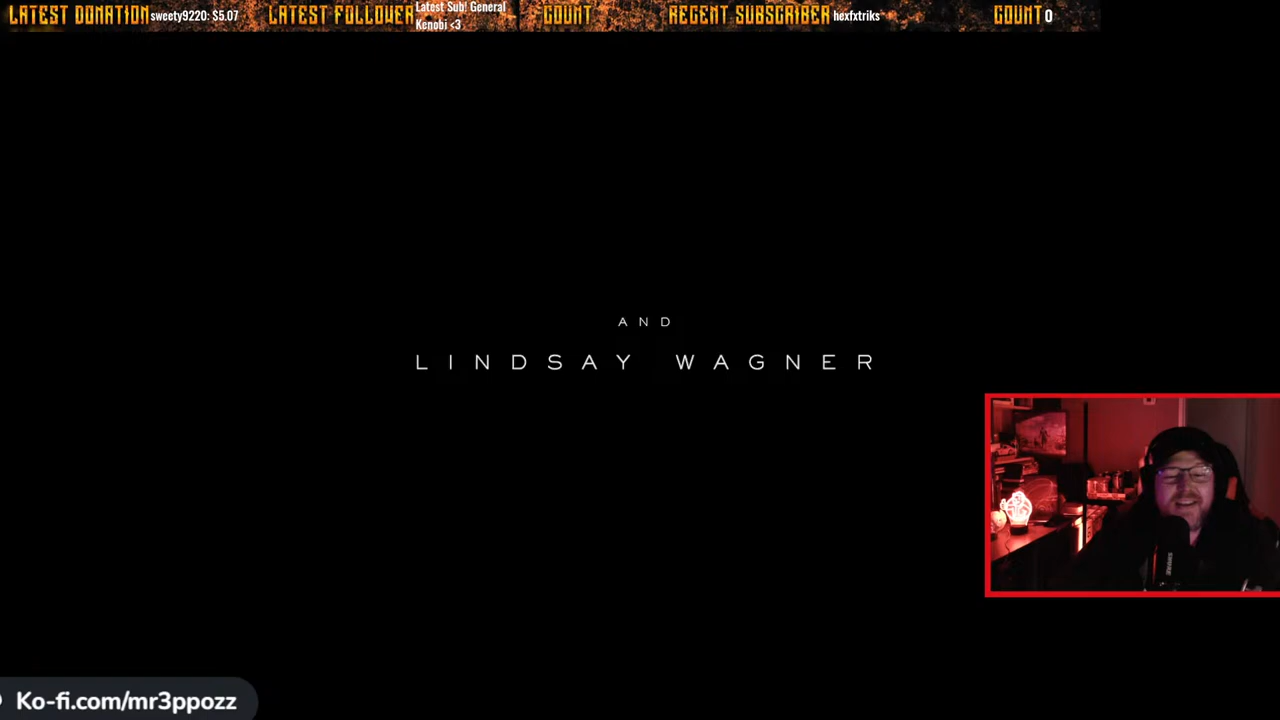 LATEST DONATION sweety9220: $5.07 LATEST FOLLOWER Latest Sub! General Kenobi <3 COUNT RECENT SUBSCRIBER hexfxtriks COUNT 0
AND
LINDSAY WAGNER
SHURE
Ko-fi.com/mr3ppozz